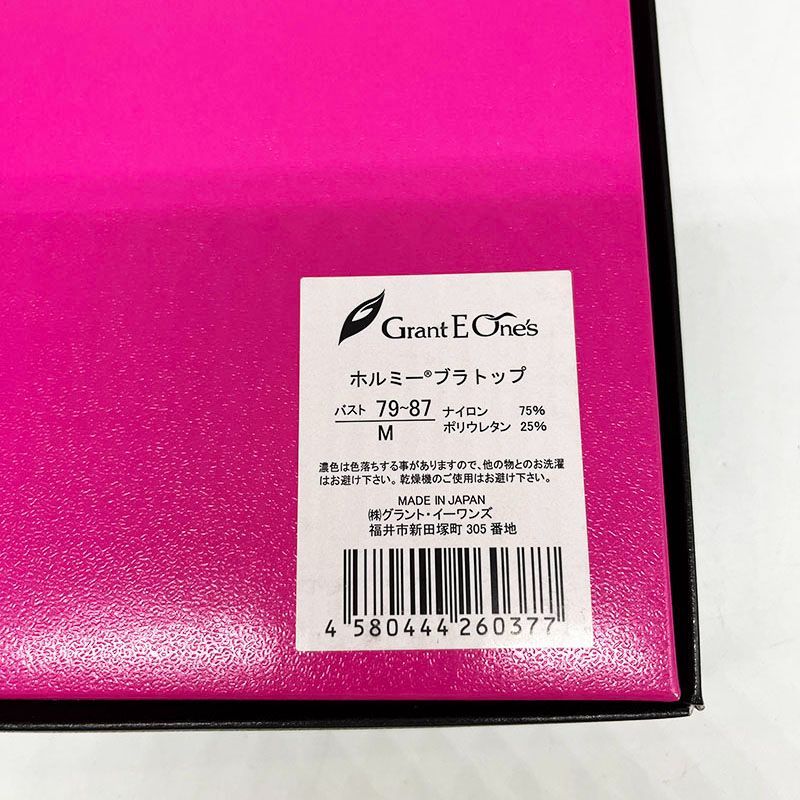 Grant E One's
ホルミー®ブラトップ
バスト 79~87 ナイロン 75%
M ポリウレタン 25%
濃色は色落ちする事がありますので、他の物とのお洗濯
はお避け下さい。乾燥機のご使用はお避け下さい。
MADE IN JAPAN
㈱グラント・イーワンズ
福井市新田塚町 305 番地
4 580444 260377